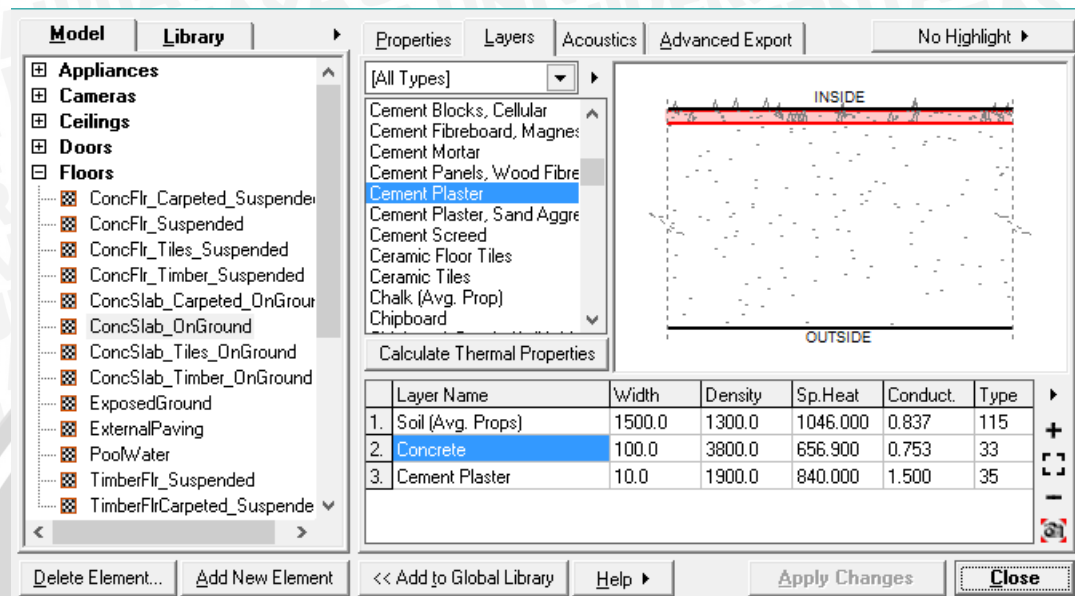 Model Library
Appliances
Cameras
Ceilings
Doors
Floors
ConcFlr_Carpeted_Suspende
ConcFlr_Suspended
ConcFlr_Tiles_Suspended
ConcFlr_Timber_Suspended
ConcSlab_Carpeted_OnGrour
ConcSlab_OnGround
ConcSlab_Tiles_OnGround
ConcSlab_Timber_OnGround
ExposedGround
ExternalPaving
PoolWater
TimberFlr_Suspended
TimberFlrCarpeted_Suspende
Delete Element... Add New Element
Properties Layers Acoustics Advanced Export No Highlight
[All Types]
Cement Blocks, Cellular
Cement Fibreboard, Magnes
Cement Mortar
Cement Panels, Wood Fibre
Cement Plaster
Cement Plaster, Sand Aggre
Cement Screed
Ceramic Floor Tiles
Ceramic Tiles
Chalk (Avg. Prop)
Chipboard
Calculate Thermal Properties
INSIDE
OUTSIDE
Layer Name Width Density Sp.Heat Conduct. Type
1. Soil (Avg. Props) 1500.0 1300.0 1046.000 0.837 115
2. Concrete 100.0 3800.0 656.900 0.753 33
3. Cement Plaster 10.0 1900.0 840.000 1.500 35
<< Add to Global Library Help Apply Changes Close